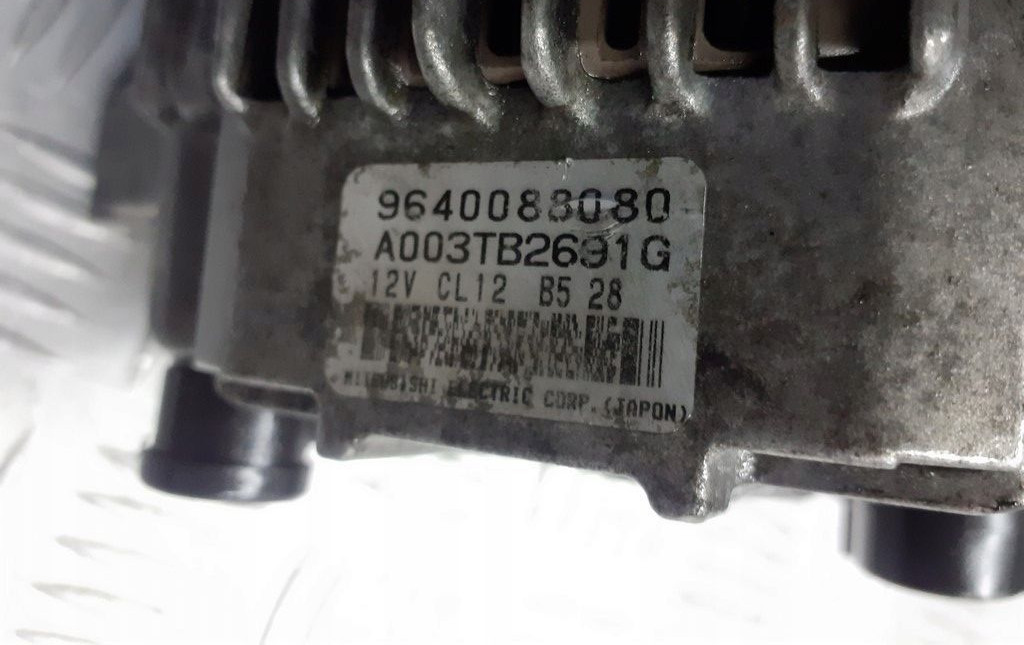 9640088080
A003TB2691G
12V CL12 B5 28
MITSUBISHI ELECTRIC CORP.(JAPON)